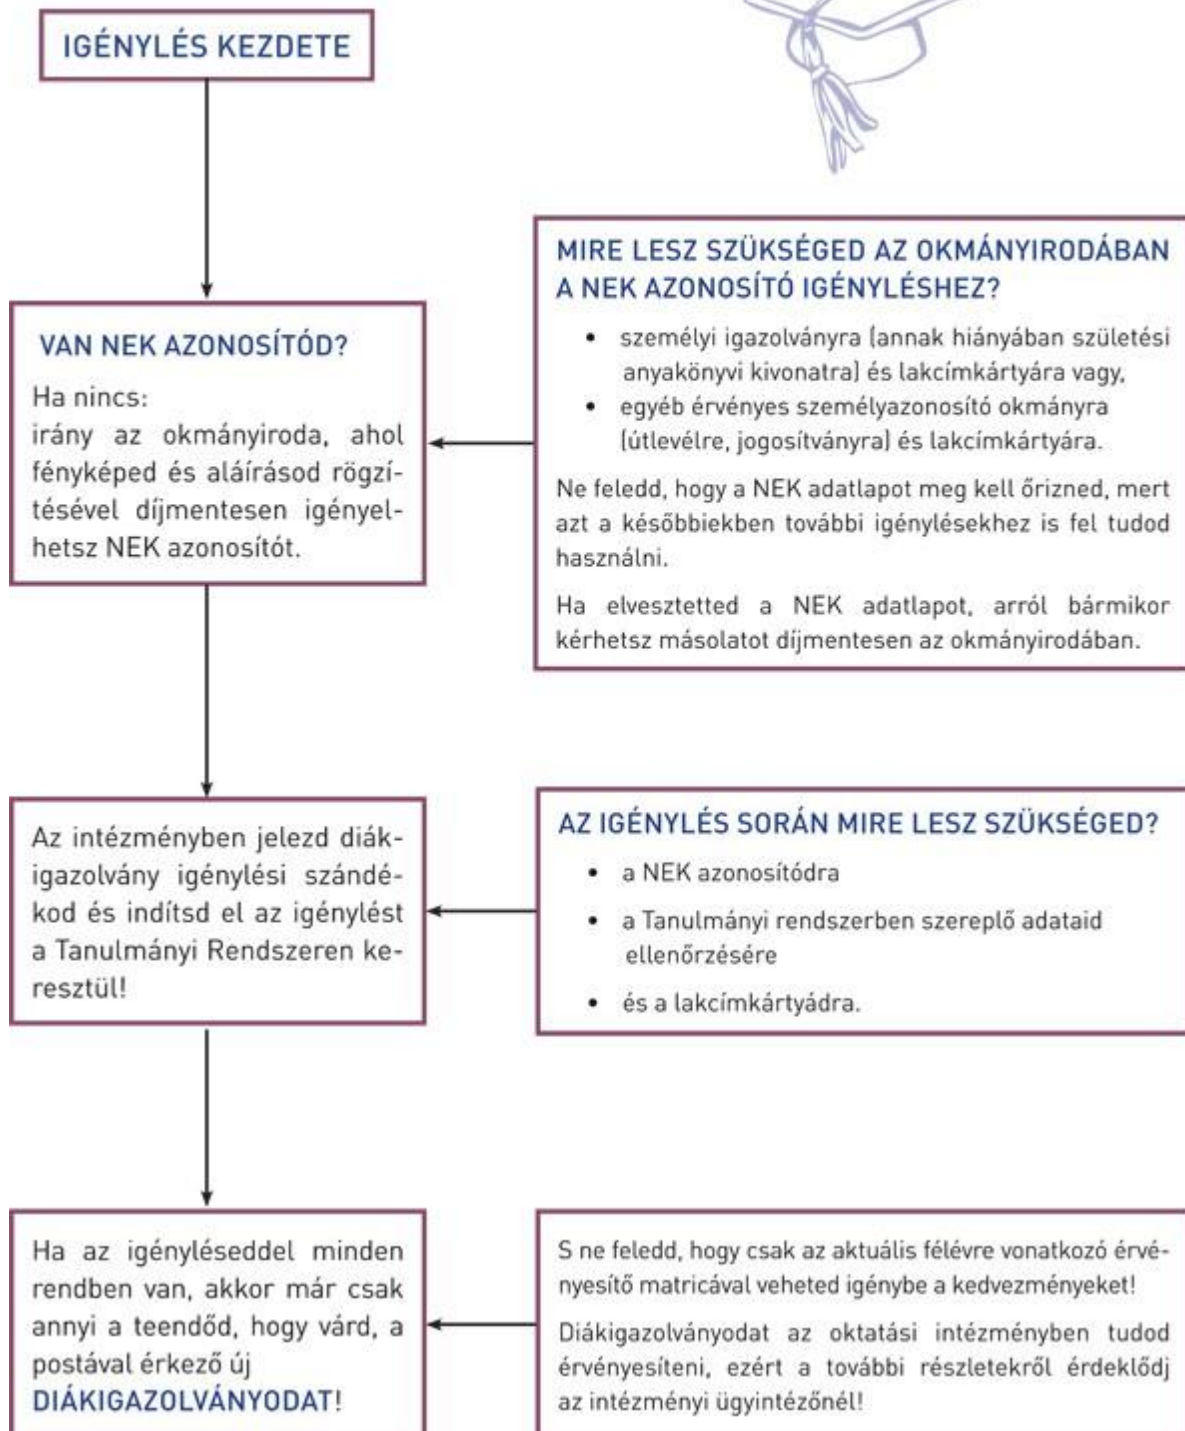 IGÉNYLÉS KEZDETE
VAN NEK AZONOSÍTÓD?
Ha nincs:
irány az okmányiroda, ahol
fényképed és aláírásod rögzí-
tésével díjmentesen igényel-
hetsz NEK azonosítót.
MIRE LESZ SZÜKSÉGED AZ OKMÁNYIRODÁBAN
A NEK AZONOSÍTÓ IGÉNYLÉSHEZ?
• személyi igazolványra (annak hiányában születési
anyakönyvi kivonatra) és lakcímkártyára vagy,
• egyéb érvényes személyazonosító okmányra
(útlevélre, jogosítványra) és lakcímkártyára.
Ne feledd, hogy a NEK adatlapot meg kell őrizned, mert
azt a későbbiekben további igénylésekhez is fel tudod
használni.
Ha elvesztetted a NEK adatlapot, arról bármikor
kérhetsz másolatot díjmentesen az okmányirodában.
Az intézményben jelezd diák-
igazolvány igénylési szándé-
kod és indítsd el az igénylést
a Tanulmányi Rendszeren ke-
resztül!
AZ IGÉNYLÉS SORÁN MIRE LESZ SZÜKSÉGED?
• a NEK azonosítódra
• a Tanulmányi rendszerben szereplő adataid
ellenőrzésére
• és a lakcímkártyádra.
Ha az igényléseddel minden
rendben van, akkor már csak
annyi a teendőd, hogy várd, a
postával érkező új
DIÁKIGAZOLVÁNYODAT!
S ne feledd, hogy csak az aktuális félévre vonatkozó érvé-
nyesítő matricával veheted igénybe a kedvezményeket!
Diákigazolványodat az oktatási intézményben tudod
érvényesíteni, ezért a további részletekről érdeklődj
az intézményi ügyintézőnél!